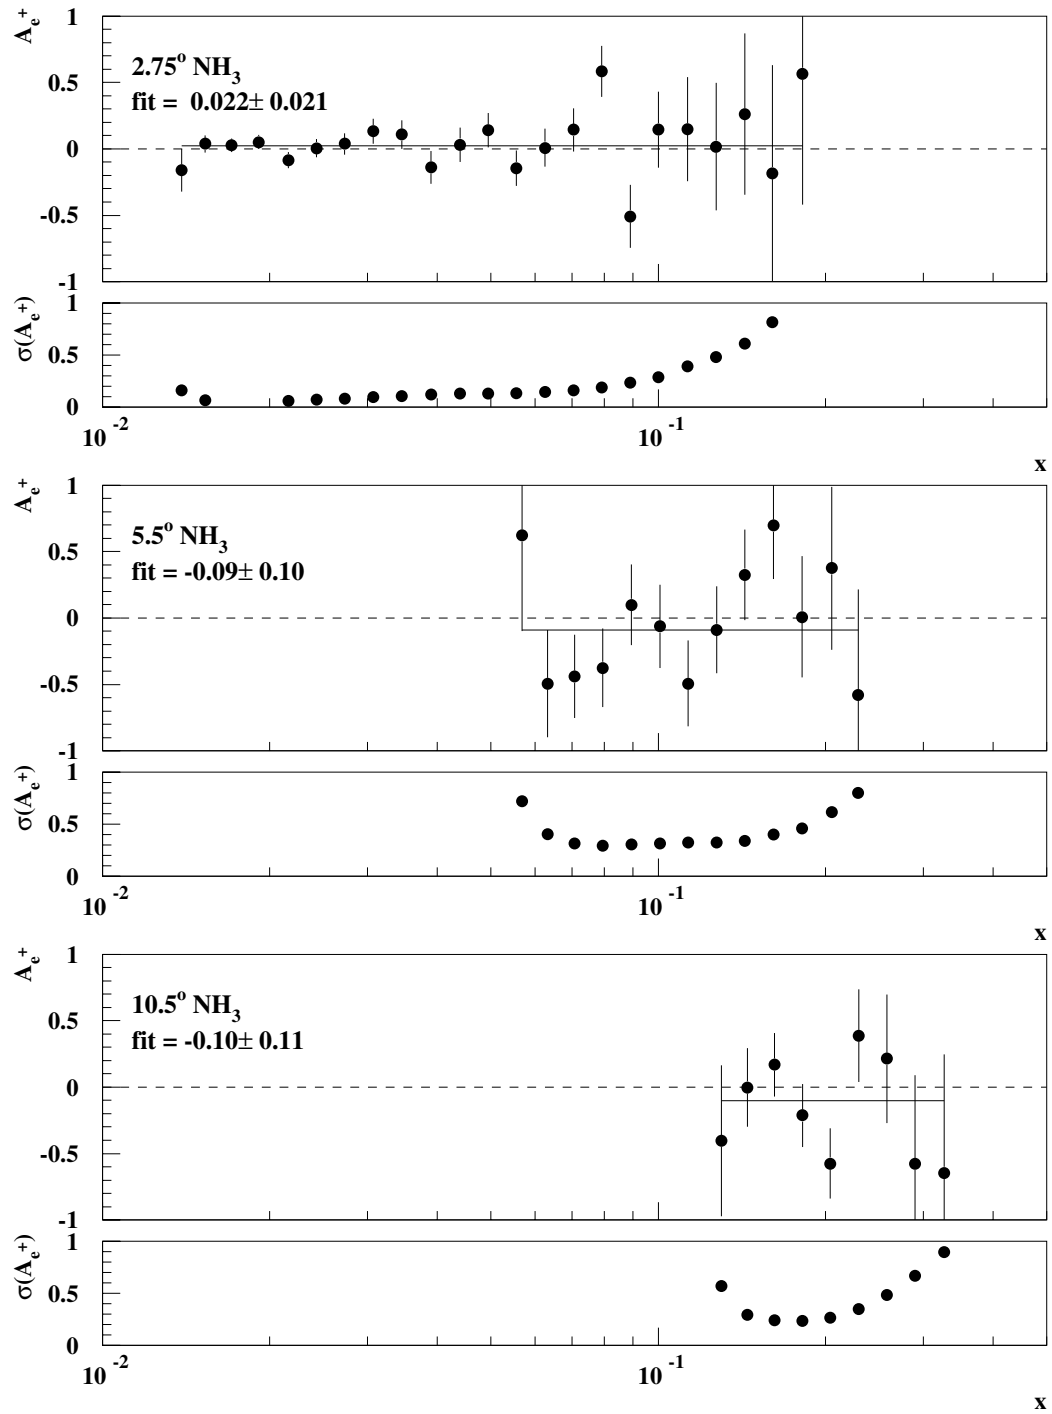 A_e^+
1
2.75° NH₃
0.5
fit = 0.022± 0.021
0
-0.5
-1
σ(A_e^+)
1
0.5
0
10⁻² 10⁻¹
x
A_e^+
1
0.5
5.5° NH₃
fit = -0.09± 0.10
0
-0.5
-1
σ(A_e^+)
1
0.5
0
10⁻² 10⁻¹
x
A_e^+
1
0.5
10.5° NH₃
fit = -0.10± 0.11
0
-0.5
-1
σ(A_e^+)
1
0.5
0
10⁻² 10⁻¹
x